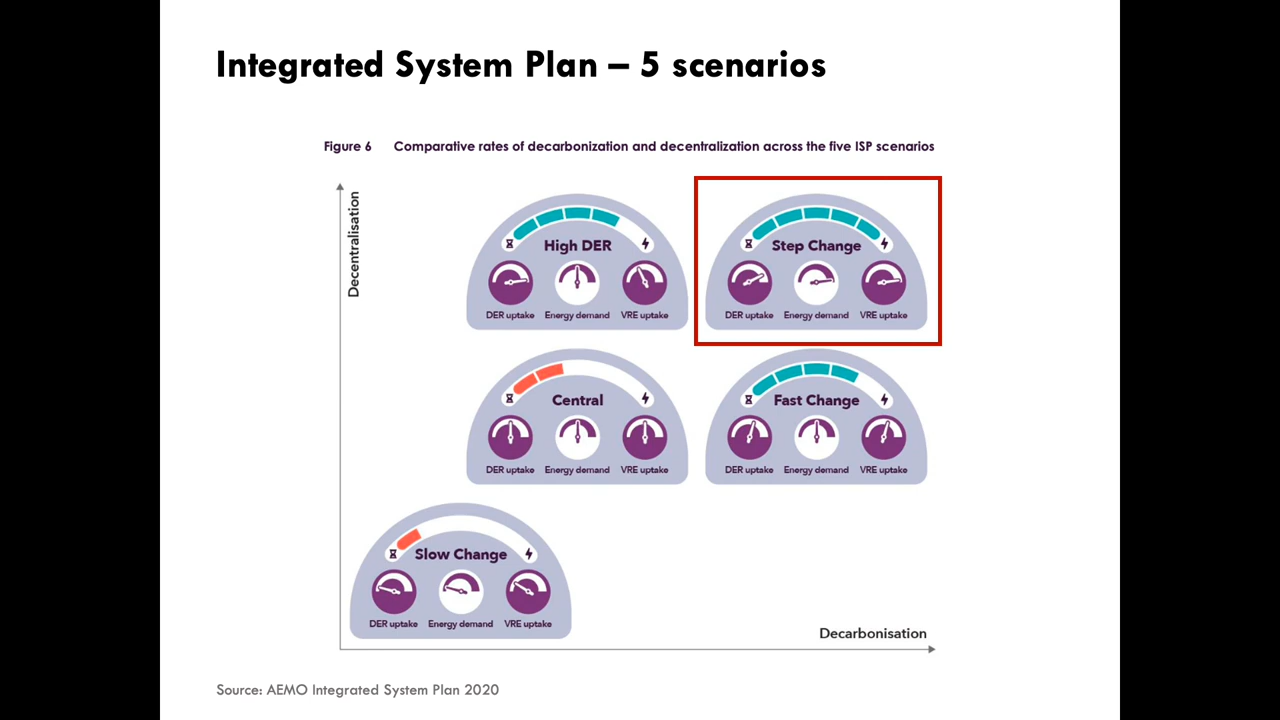 Integrated System Plan – 5 scenarios
Figure 6 Comparative rates of decarbonization and decentralization across the five ISP scenarios
Decentralisation
High DER
DER uptake Energy demand VRE uptake
Step Change
DER uptake Energy demand VRE uptake
Central
DER uptake Energy demand VRE uptake
Fast Change
DER uptake Energy demand VRE uptake
Slow Change
DER uptake Energy demand VRE uptake
Decarbonisation
Source: AEMO Integrated System Plan 2020